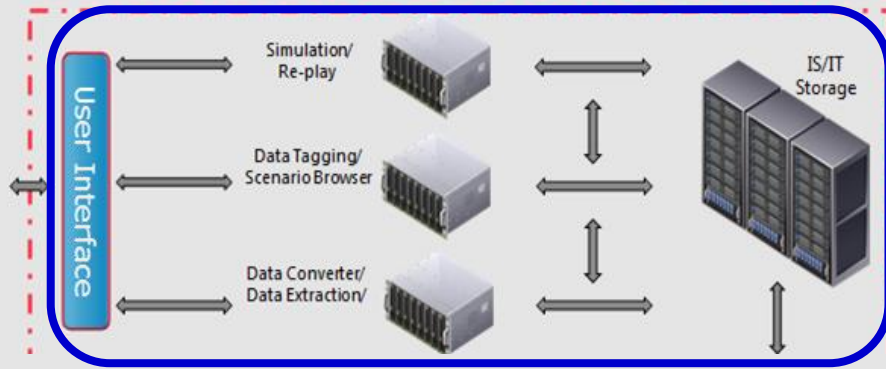 User Interface
Simulation/
Re-play
IS/IT
Storage
Data Tagging/
Scenario Browser
Data Converter/
Data Extraction/